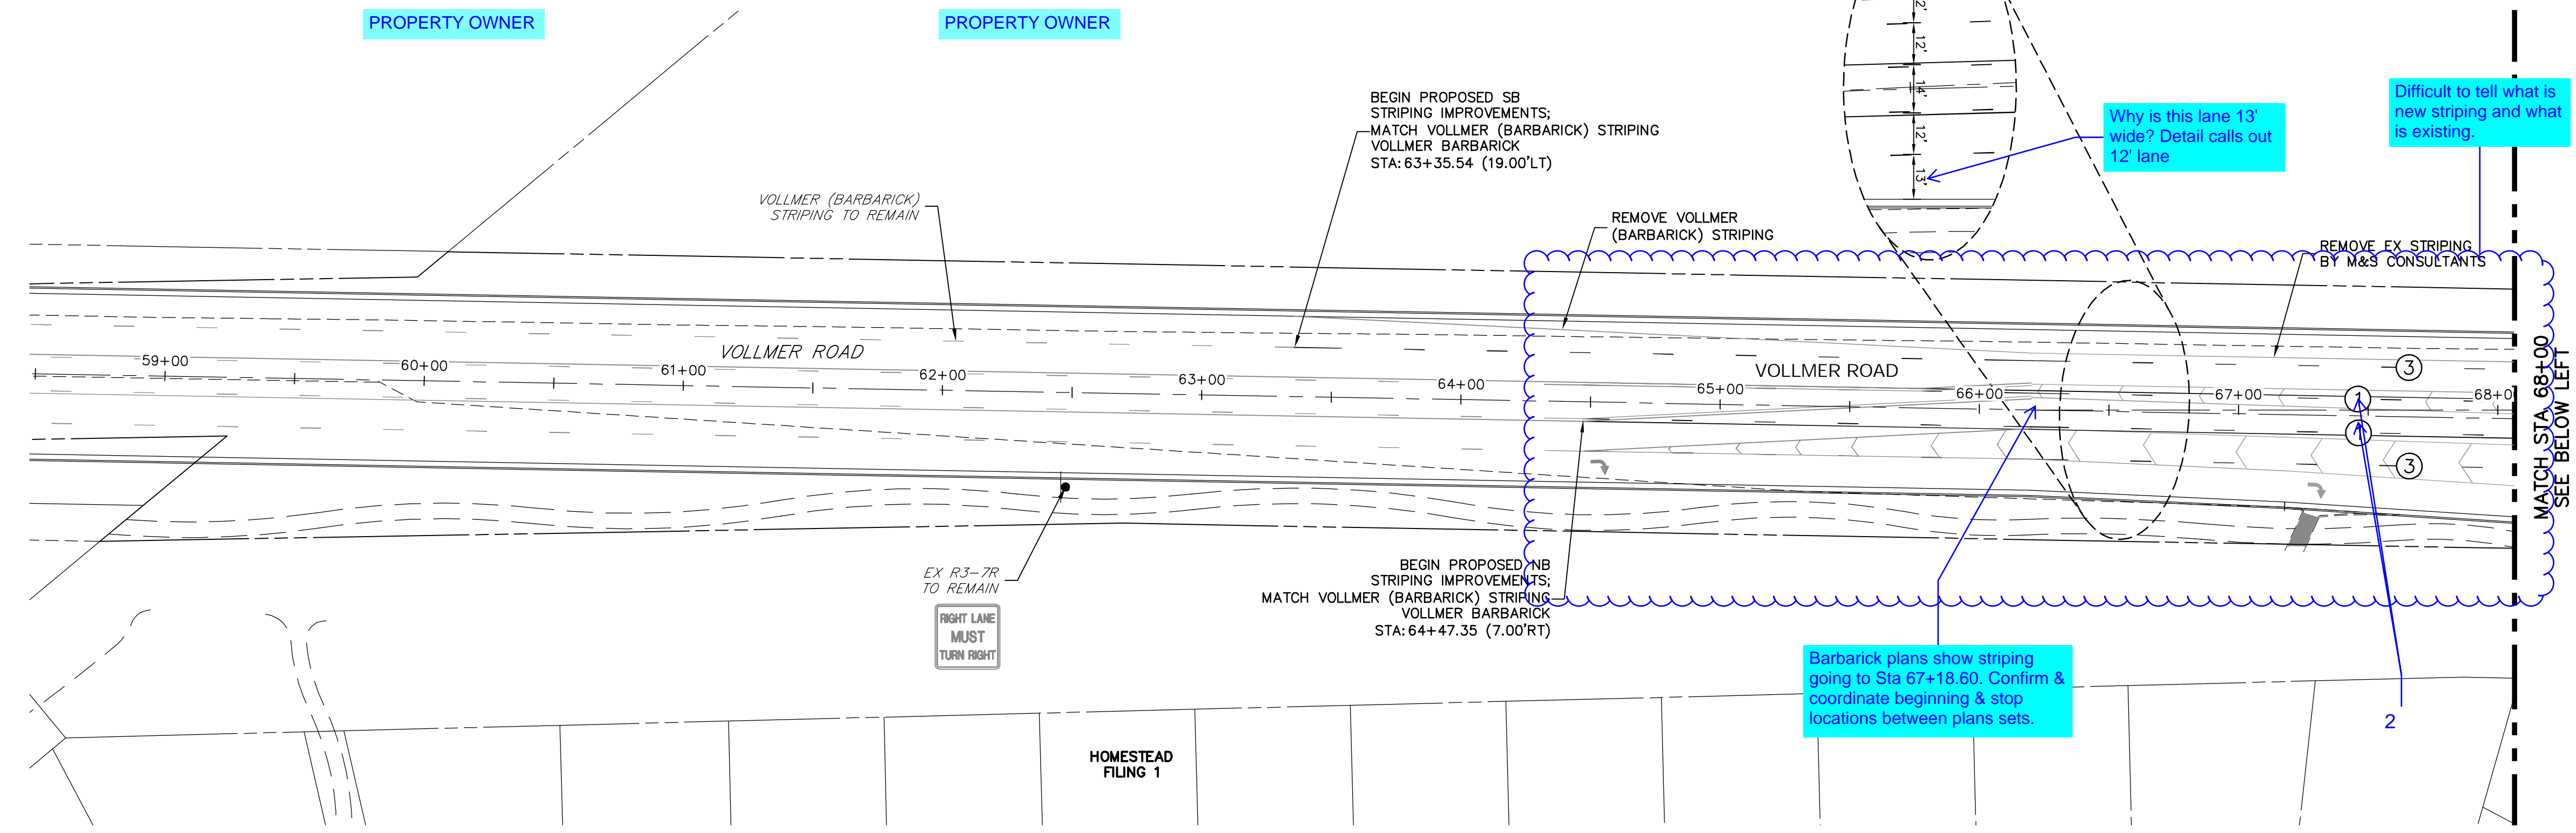 PROPERTY OWNER
PROPERTY OWNER
2'
12'
14'
12'
13'
BEGIN PROPOSED SB
STRIPING IMPROVEMENTS;
MATCH VOLLMER (BARBARICK) STRIPING
VOLLMER BARBARICK
STA: 63+35.54 (19.00'LT)
Why is this lane 13'
wide? Detail calls out
12' lane
Difficult to tell what is
new striping and what
is existing.
VOLLMER (BARBARICK)
STRIPING TO REMAIN
REMOVE VOLLMER
(BARBARICK) STRIPING
REMOVE EX STRIPING
BY M&S CONSULTANTS
VOLLMER ROAD
VOLLMER ROAD
59+00
60+00
61+00
62+00
63+00
64+00
65+00
66+00
67+00
68+0
3
1
1
3
MATCH STA 68+00
SEE BELOW LEFT
EX R3-7R
TO REMAIN
RIGHT LANE
MUST
TURN RIGHT
BEGIN PROPOSED NB
STRIPING IMPROVEMENTS;
MATCH VOLLMER (BARBARICK) STRIPING
VOLLMER BARBARICK
STA: 64+47.35 (7.00'RT)
Barbarick plans show striping
going to Sta 67+18.60. Confirm &
coordinate beginning & stop
locations between plans sets.
2
HOMESTEAD
FILING 1